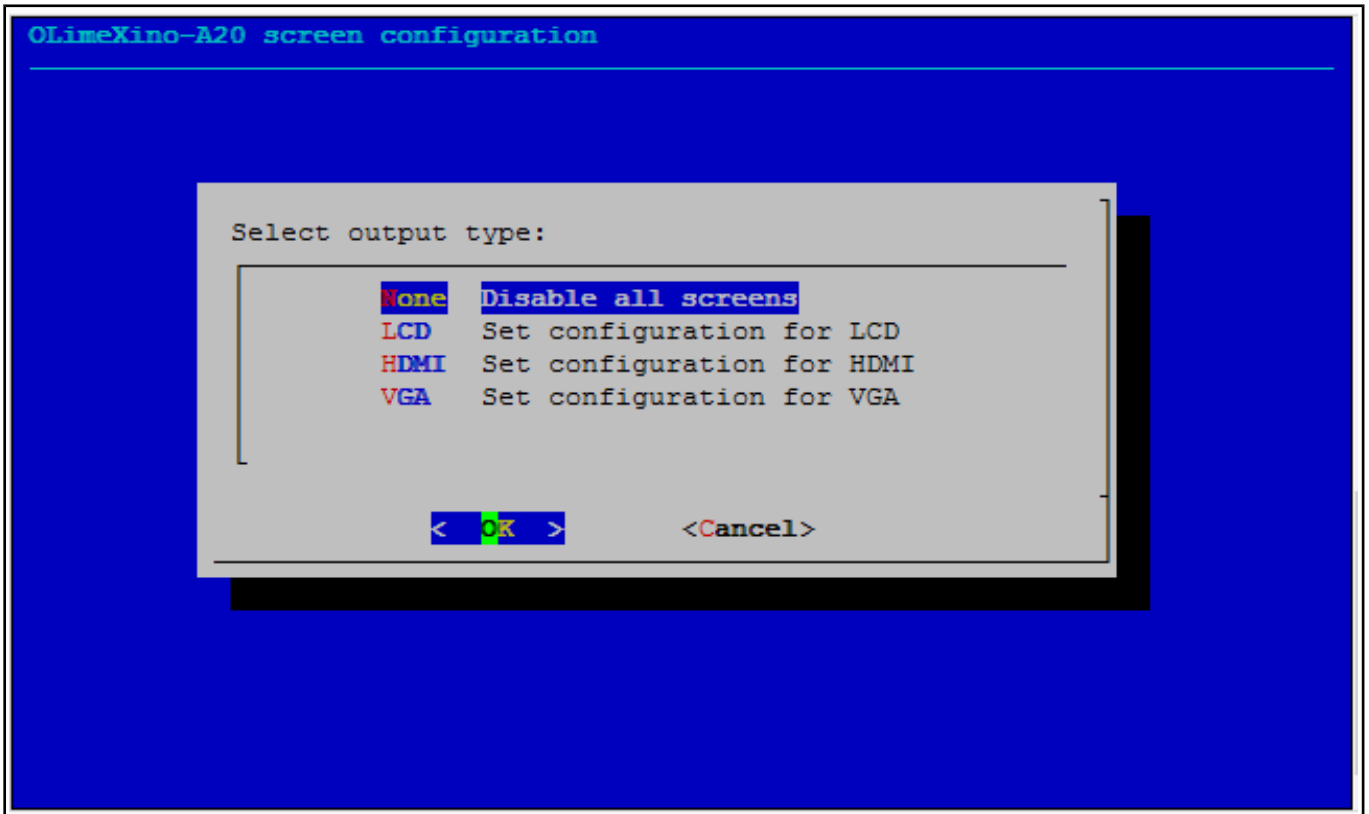 OLimeXino-A20 screen configuration
Select output type:
None Disable all screens
LCD Set configuration for LCD
HDMI Set configuration for HDMI
VGA Set configuration for VGA
< OK > <Cancel>